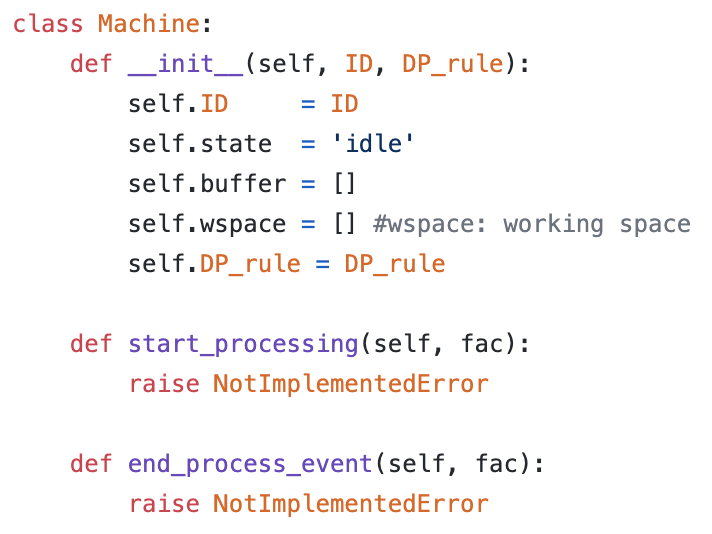 class Machine:
    def __init__(self, ID, DP_rule):
        self.ID     = ID
        self.state  = 'idle'
        self.buffer = []
        self.wspace = [] #wspace: working space
        self.DP_rule = DP_rule

    def start_processing(self, fac):
        raise NotImplementedError

    def end_process_event(self, fac):
        raise NotImplementedError